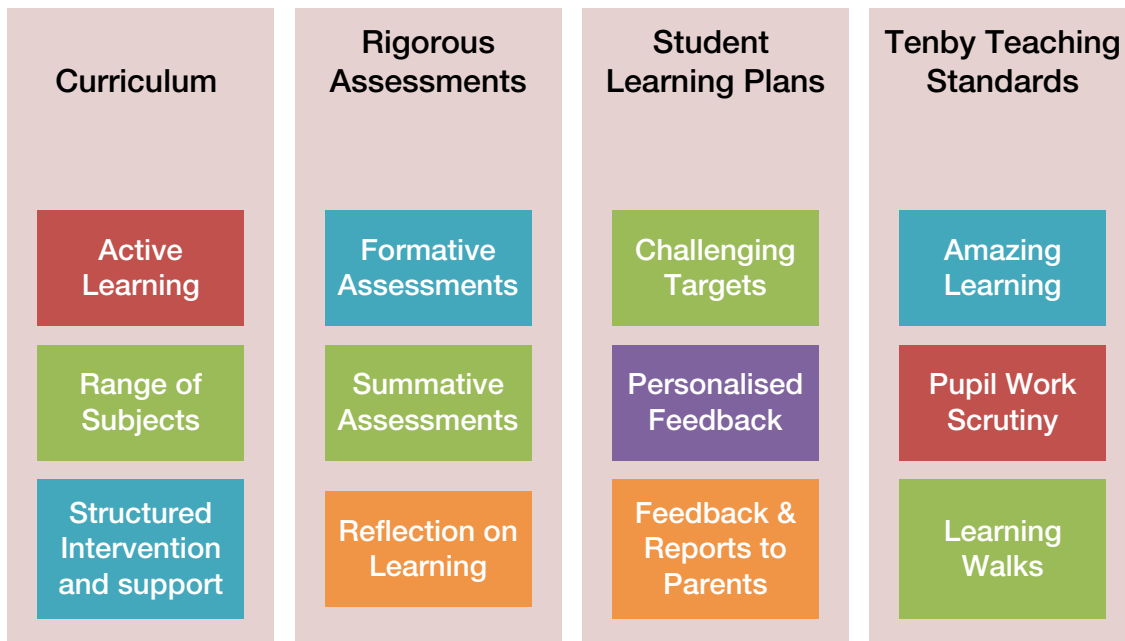 Curriculum
Active
Learning
Range of
Subjects
Structured
Intervention
and support
Rigorous
Assessments
Formative
Assessments
Summative
Assessments
Reflection on
Learning
Student
Learning Plans
Challenging
Targets
Personalised
Feedback
Feedback &
Reports to
Parents
Tenby Teaching
Standards
Amazing
Learning
Pupil Work
Scrutiny
Learning
Walks